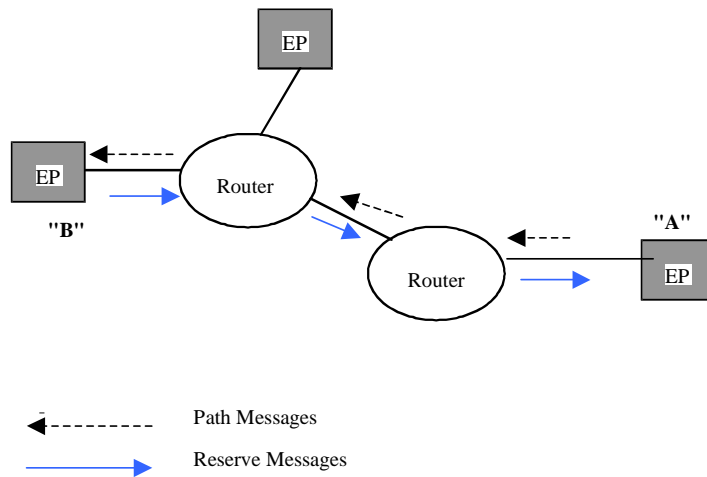 EP
EP
Router
"B"
"A"
Router
EP
Path Messages
Reserve Messages